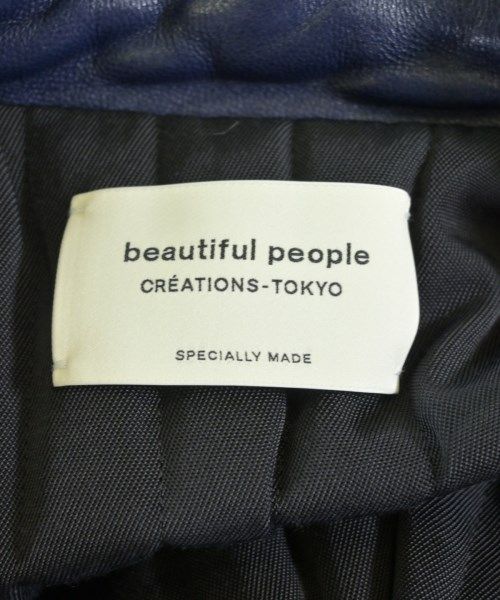 beautiful people
CRÉATIONS-TOKYO
SPECIALLY MADE